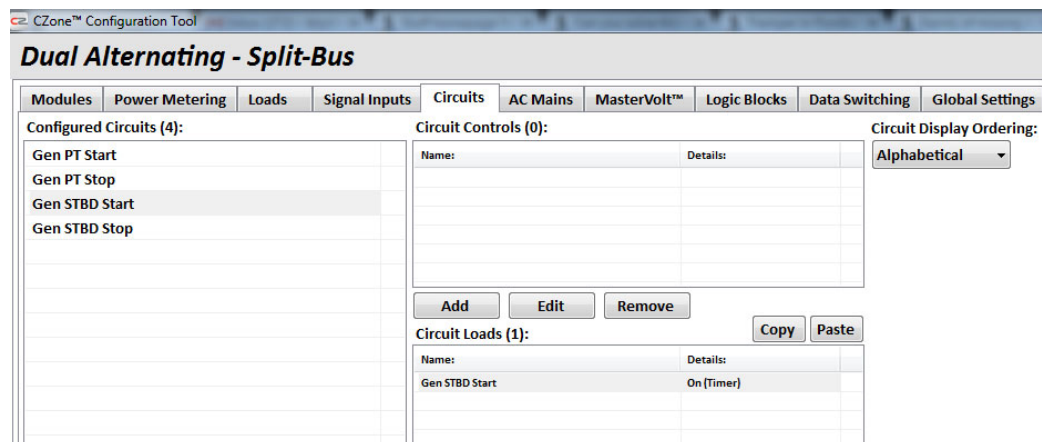 CZ CZone™ Configuration Tool
Dual Alternating - Split-Bus
Modules Power Metering Loads Signal Inputs Circuits AC Mains MasterVolt™ Logic Blocks Data Switching Global Settings
Configured Circuits (4):
Gen PT Start
Gen PT Stop
Gen STBD Start
Gen STBD Stop
Circuit Controls (0):
Name: Details:
Add Edit Remove
Copy Paste
Circuit Loads (1):
Name: Details:
Gen STBD Start On (Timer)
Circuit Display Ordering:
Alphabetical